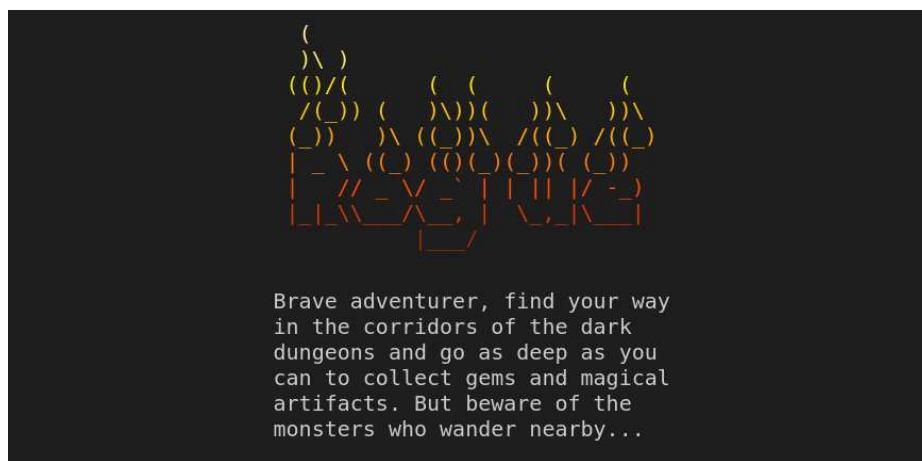 Rogue
Brave adventurer, find your way
in the corridors of the dark
dungeons and go as deep as you
can to collect gems and magical
artifacts. But beware of the
monsters who wander nearby...